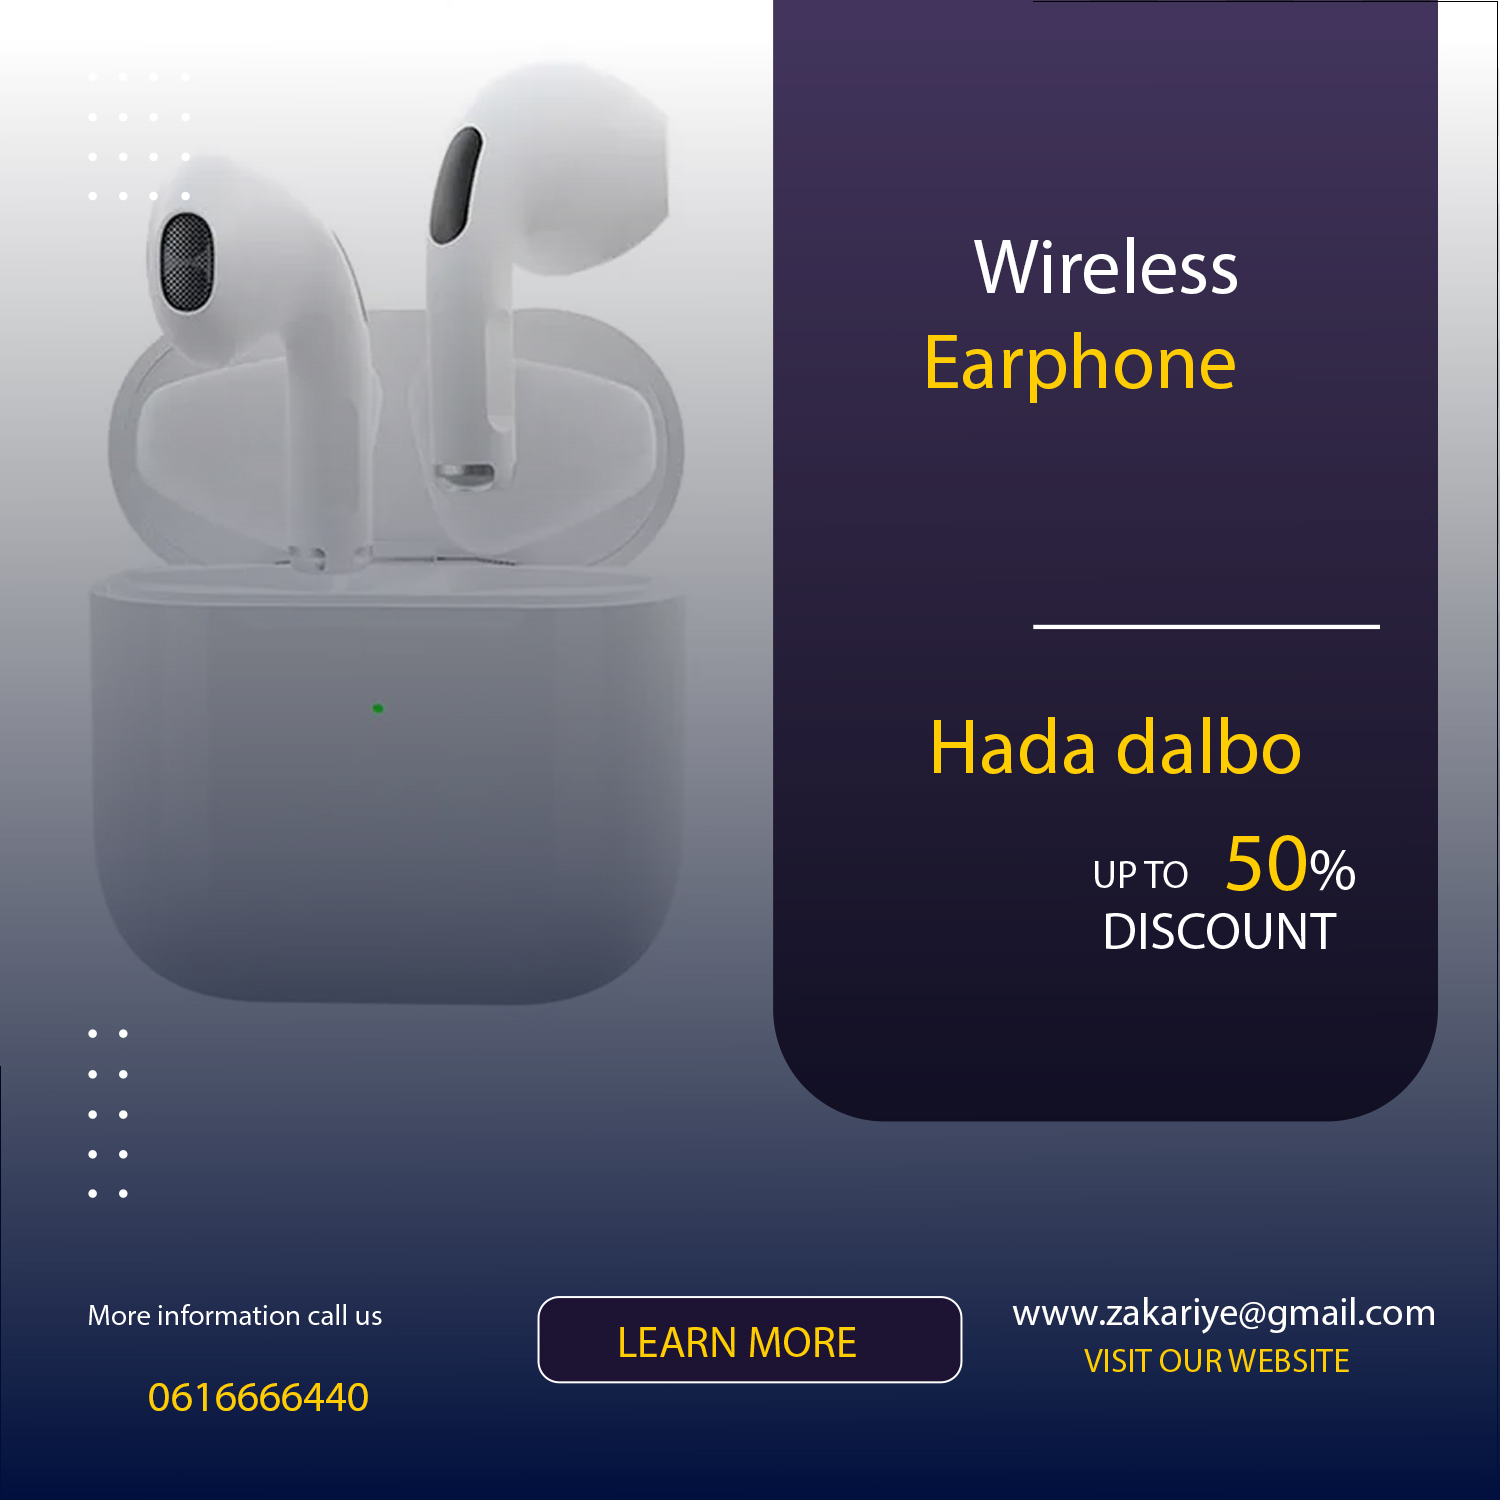 Wireless
Earphone
Hada dalbo
UP TO 50%
DISCOUNT
More information call us
0616666440
LEARN MORE
www.zakariye@gmail.com
VISIT OUR WEBSITE